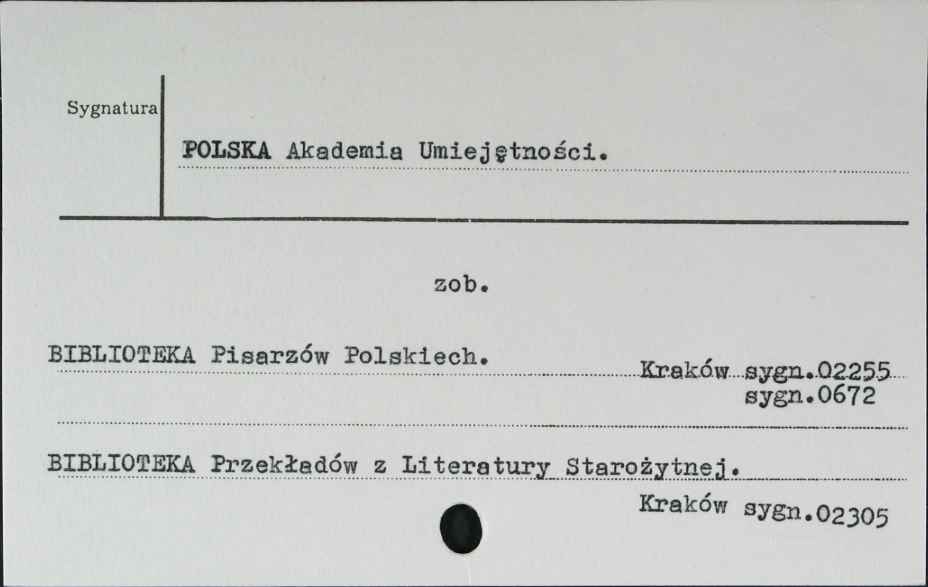 Sygnatura
POLSKA Akademia Umiejętności.
zob.
BIBLIOTEKA Pisarzów Polskiech.
Kraków sygn.02255
sygn.0672
BIBLIOTEKA Przekładów z Literatury Starożytnej.
Kraków sygn.02305